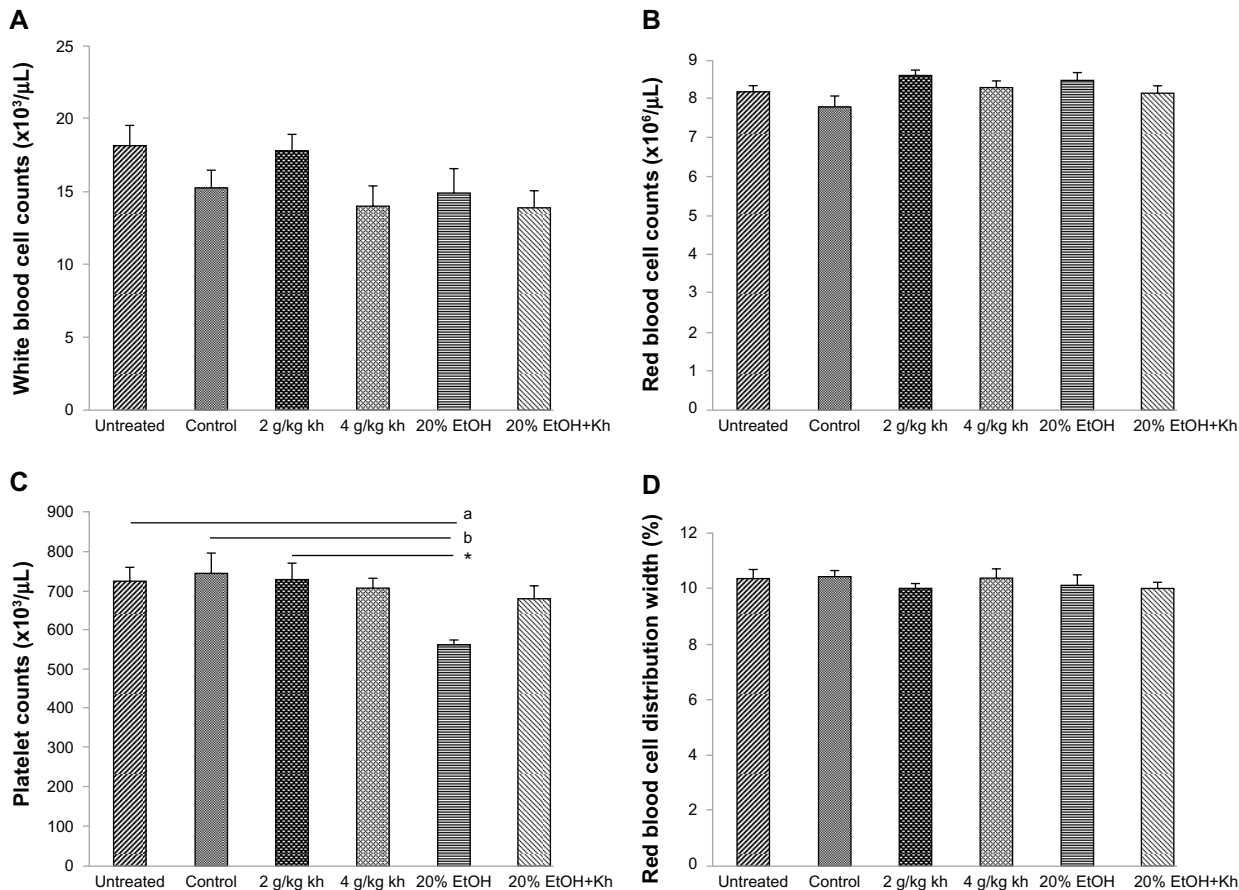 A
White blood cell counts (x10³/µL)
25
20
15
10
5
0
Untreated Control 2 g/kg kh 4 g/kg kh 20% EtOH 20% EtOH+Kh
B
Red blood cell counts (x10⁶/µL)
9
8
7
6
5
4
3
2
1
0
Untreated Control 2 g/kg kh 4 g/kg kh 20% EtOH 20% EtOH+Kh
C
Platelet counts (x10³/µL)
900
800
700
600
500
400
300
200
100
0
a
b
*
Untreated Control 2 g/kg kh 4 g/kg kh 20% EtOH 20% EtOH+Kh
D
Red blood cell distribution width (%)
12
10
8
6
4
2
0
Untreated Control 2 g/kg kh 4 g/kg kh 20% EtOH 20% EtOH+Kh